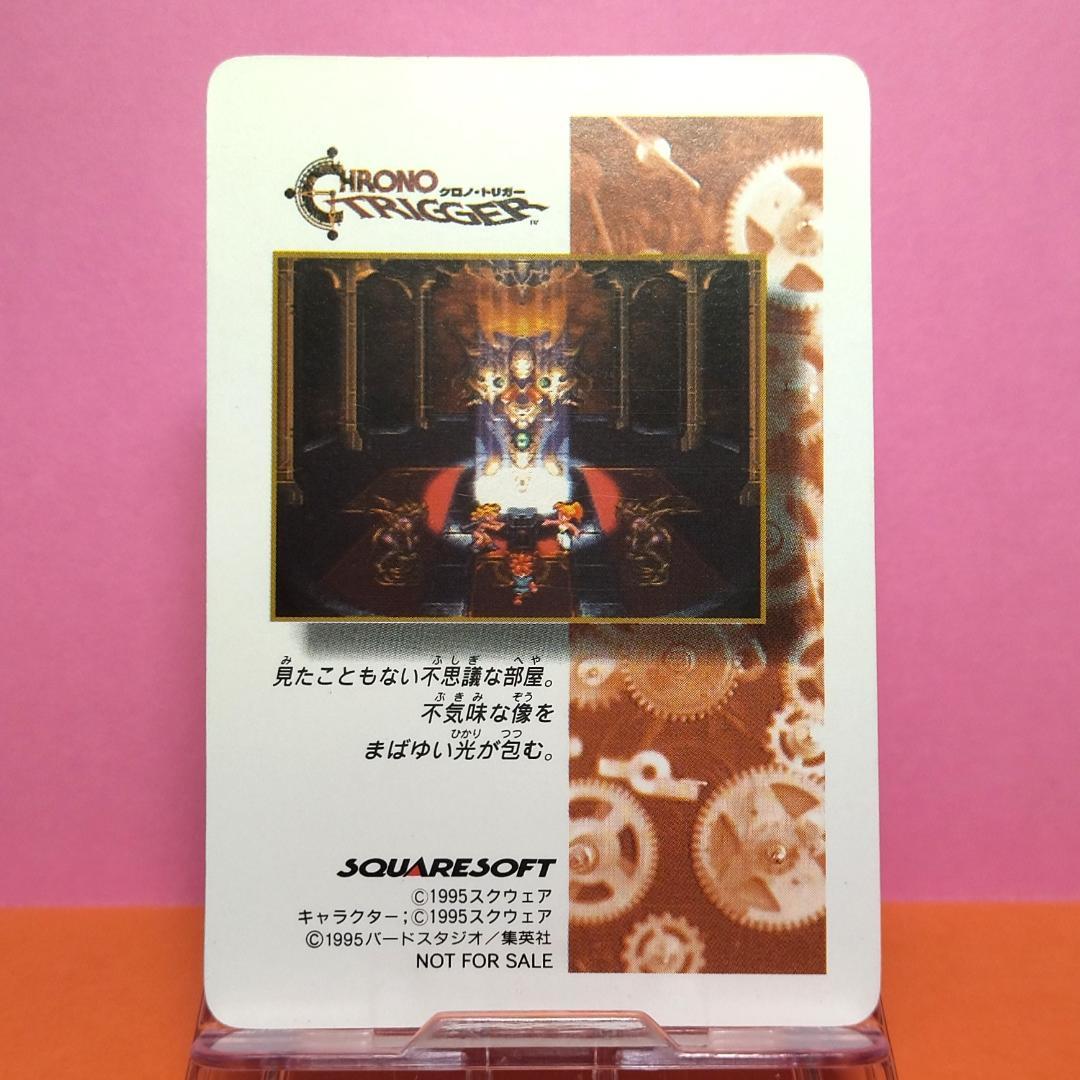 CHRONO
クロノ・トリガー
TRIGGER
見たこともない不思議な部屋。
不気味な像を
まばゆい光が包む。
SQUARESOFT
©1995スクウェア
キャラクター;©1995スクウェア
©1995バードスタジオ／集英社
NOT FOR SALE